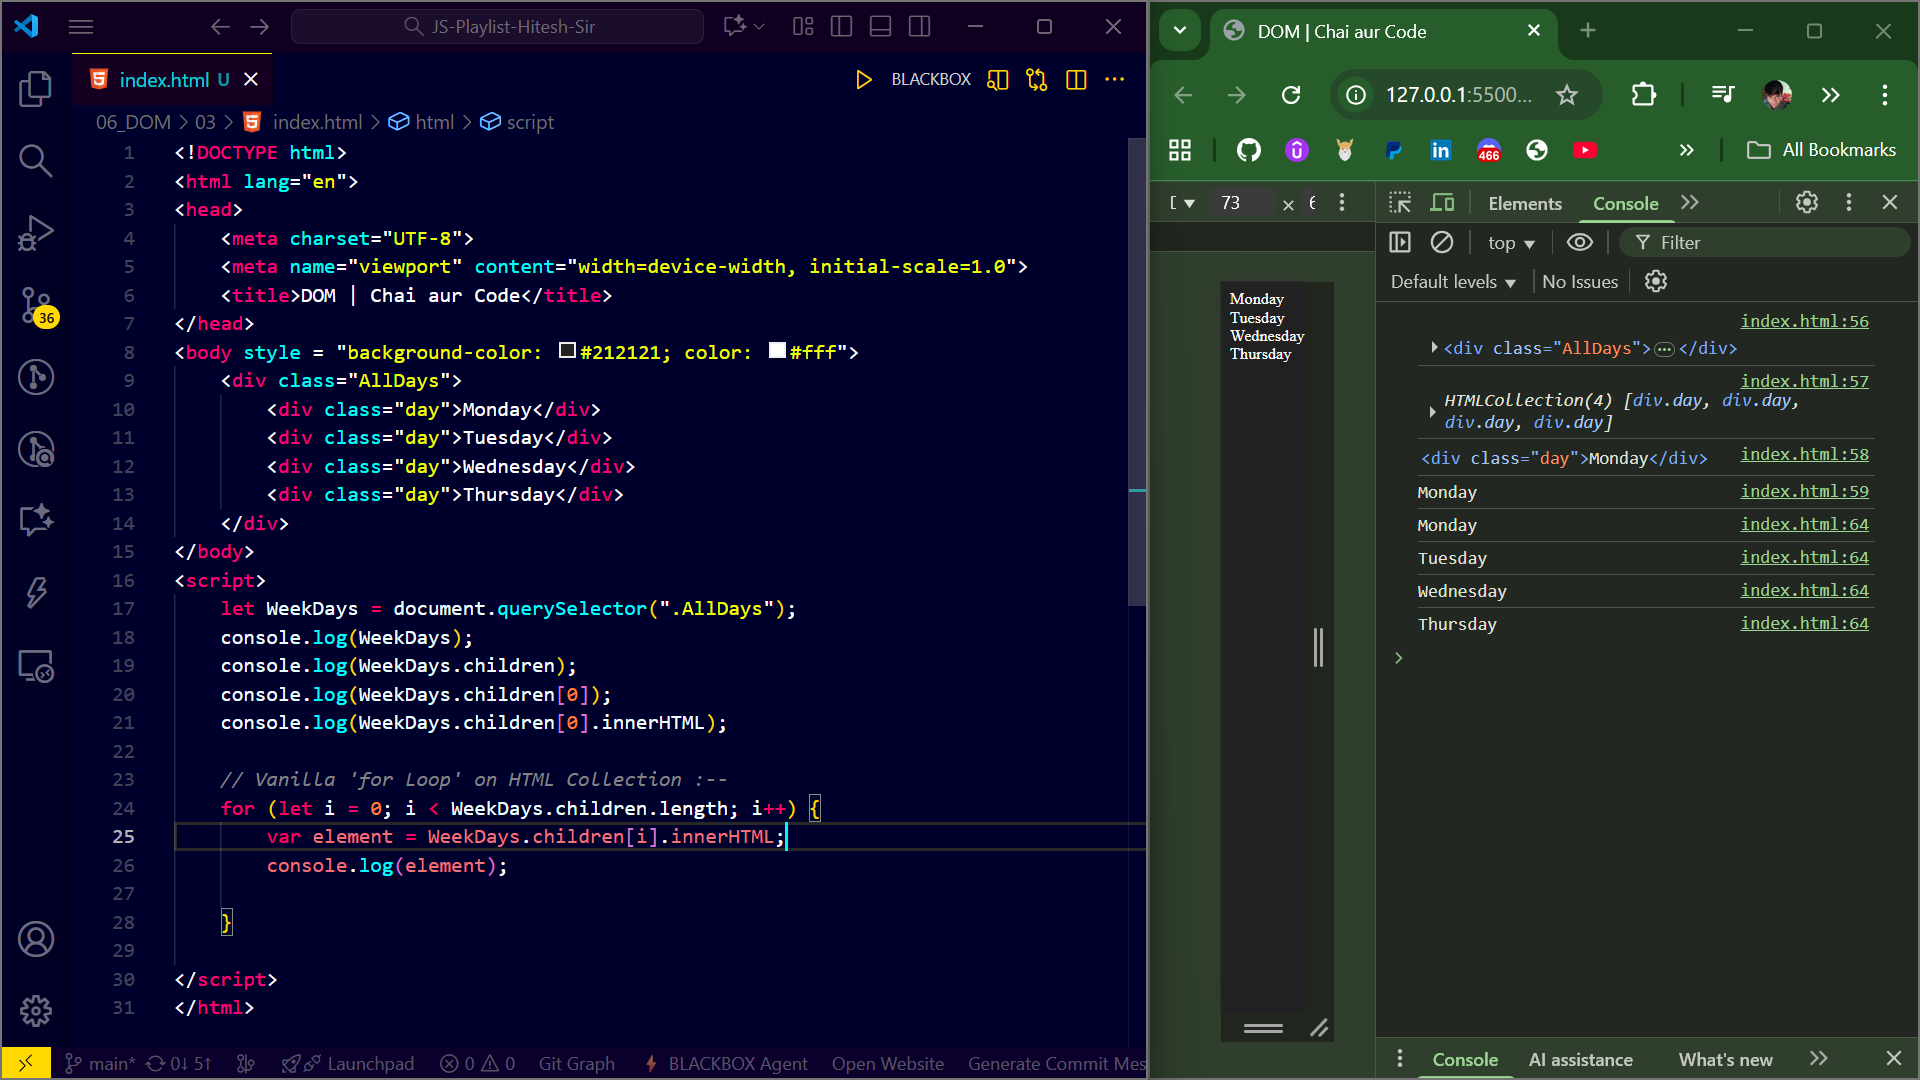 JS-Playlist-Hitesh-Sir
index.html U
BLACKBOX
06_DOM > 03 > index.html > html > script
1 <!DOCTYPE html>
2 <html lang="en">
3 <head>
4 <meta charset="UTF-8">
5 <meta name="viewport" content="width=device-width, initial-scale=1.0">
6 <title>DOM | Chai aur Code</title>
7 </head>
8 <body style = "background-color: #212121; color: #fff">
9 <div class="AllDays">
10 <div class="day">Monday</div>
11 <div class="day">Tuesday</div>
12 <div class="day">Wednesday</div>
13 <div class="day">Thursday</div>
14 </div>
15 </body>
16 <script>
17 let WeekDays = document.querySelector(".AllDays");
18 console.log(WeekDays);
19 console.log(WeekDays.children);
20 console.log(WeekDays.children[0]);
21 console.log(WeekDays.children[0].innerHTML);
22
23 // Vanilla 'for Loop' on HTML Collection :--
24 for (let i = 0; i < WeekDays.children.length; i++) {
25 var element = WeekDays.children[i].innerHTML;
26 console.log(element);
27
28 }
29
30 </script>
31 </html>
36
main* 0↓ 5↑ Launchpad 0 0 Git Graph BLACKBOX Agent Open Website Generate Commit Mes
DOM | Chai aur Code
127.0.0.1:5500...
466
All Bookmarks
73 × 6
Elements Console
top Filter
Default levels No Issues
Monday
Tuesday
Wednesday
Thursday
index.html:56
<div class="AllDays">…</div>
index.html:57
HTMLCollection(4) [div.day, div.day,
div.day, div.day]
<div class="day">Monday</div> index.html:58
Monday index.html:59
Monday index.html:64
Tuesday index.html:64
Wednesday index.html:64
Thursday index.html:64
Console AI assistance What's new